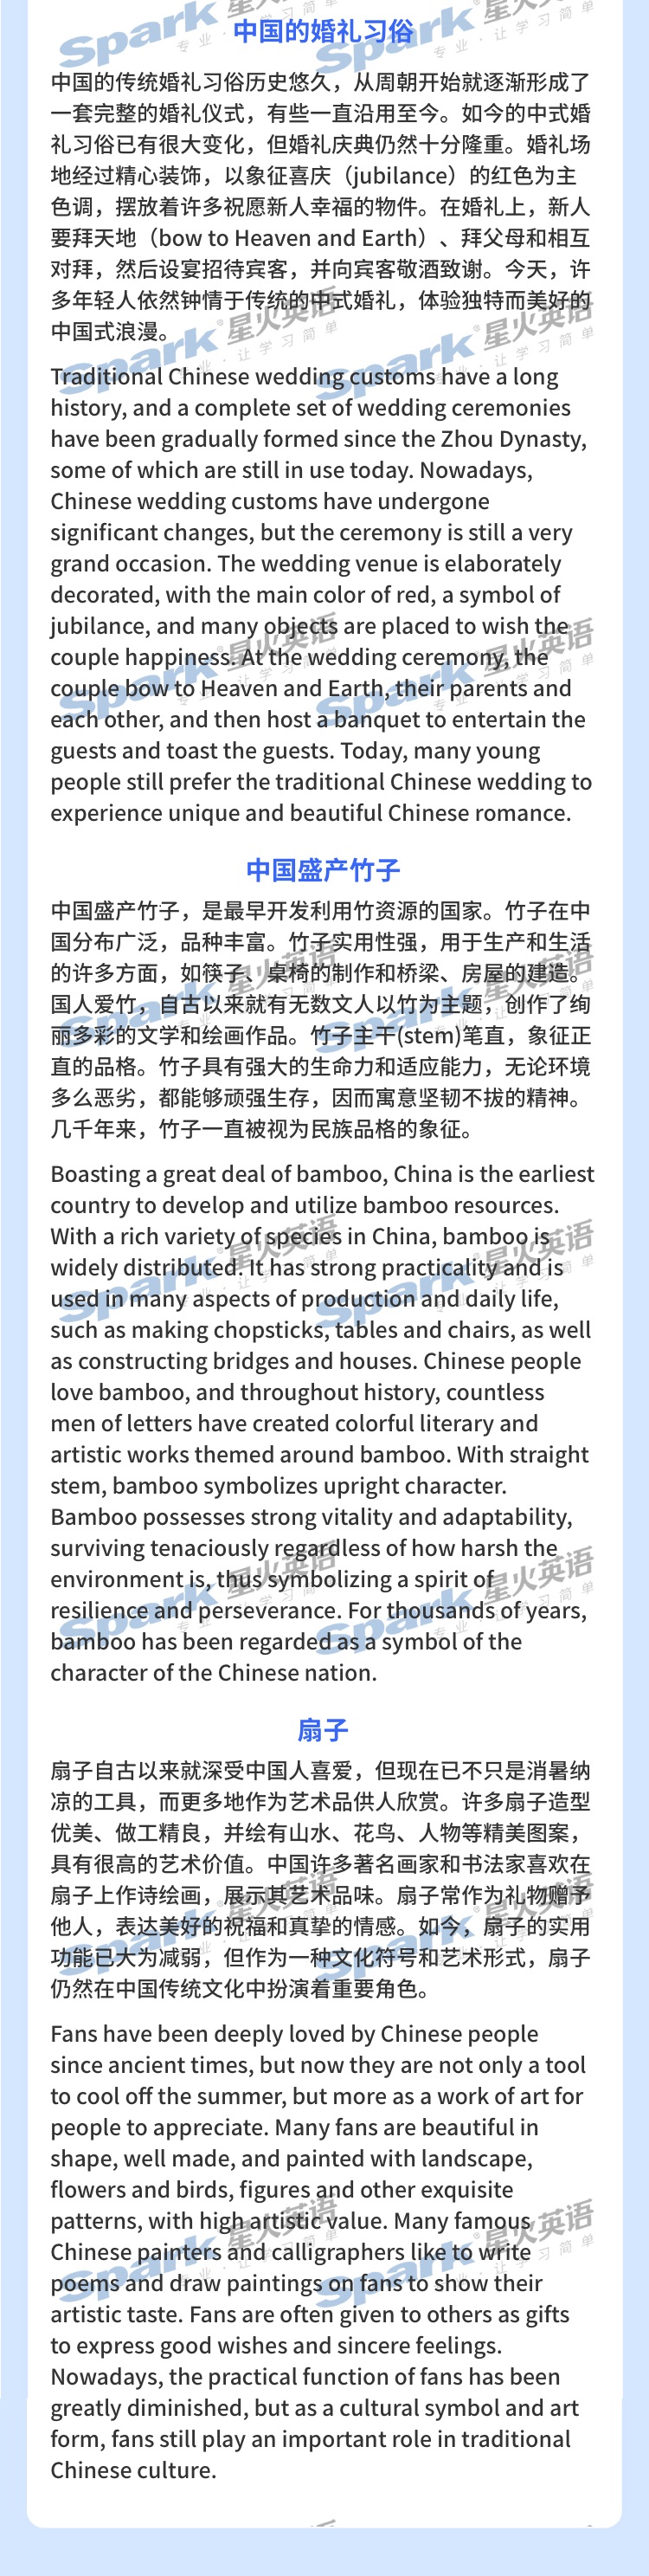 中国的婚礼习俗
中国的传统婚礼习俗历史悠久，从周朝开始就逐渐形成了
一套完整的婚礼仪式，有些一直沿用至今。如今的中式婚
礼习俗已有很大变化，但婚礼庆典仍然十分隆重。婚礼场
地经过精心装饰，以象征喜庆（jubilance）的红色为主
色调，摆放着许多祝愿新人幸福的物件。在婚礼上，新人
要拜天地（bow to Heaven and Earth）、拜父母和相互
对拜，然后设宴招待宾客，并向宾客敬酒致谢。今天，许
多年轻人依然钟情于传统的中式婚礼，体验独特而美好的
中国式浪漫。
Traditional Chinese wedding customs have a long
history, and a complete set of wedding ceremonies
have been gradually formed since the Zhou Dynasty,
some of which are still in use today. Nowadays,
Chinese wedding customs have undergone
significant changes, but the ceremony is still a very
grand occasion. The wedding venue is elaborately
decorated, with the main color of red, a symbol of
jubilance, and many objects are placed to wish the
couple happiness. At the wedding ceremony, the
couple bow to Heaven and Earth, their parents and
each other, and then host a banquet to entertain the
guests and toast the guests. Today, many young
people still prefer the traditional Chinese wedding to
experience unique and beautiful Chinese romance.
中国盛产竹子
中国盛产竹子，是最早开发利用竹资源的国家。竹子在中
国分布广泛，品种丰富。竹子实用性强，用于生产和生活
的许多方面，如筷子、桌椅的制作和桥梁、房屋的建造。
国人爱竹，自古以来就有无数文人以竹为主题，创作了绚
丽多彩的文字和绘画作品。竹子主干(stem)笔直，象征正
直的品格。竹子具有强大的生命力和适应能力，无论环境
多么恶劣，都能够顽强生存，因而寓意坚韧不拔的精神。
几千年来，竹子一直被视为民族品格的象征。
Boasting a great deal of bamboo, China is the earliest
country to develop and utilize bamboo resources.
With a rich variety of species in China, bamboo is
widely distributed. It has strong practicality and is
used in many aspects of production and daily life,
such as making chopsticks, tables and chairs, as well
as constructing bridges and houses. Chinese people
love bamboo, and throughout history, countless
men of letters have created colorful literary and
artistic works themed around bamboo. With straight
stem, bamboo symbolizes upright character.
Bamboo possesses strong vitality and adaptability,
surviving tenaciously regardless of how harsh the
environment is, thus symbolizing a spirit of
resilience and perseverance. For thousands of years,
bamboo has been regarded as a symbol of the
character of the Chinese nation.
扇子
扇子自古以来就深受中国人喜爱，但现在已不只是消暑纳
凉的工具，而更多地作为艺术品供人欣赏。许多扇子造型
优美、做工精良，并绘有山水、花鸟、人物等精美图案，
具有很高的艺术价值。中国许多著名画家和书法家喜欢在
扇子上作诗绘画，展示其艺术品味。扇子常作为礼物赠予
他人，表达美好的祝福和真挚的情感。如今，扇子的实用
功能已大为减弱，但作为一种文化符号和艺术形式，扇子
仍然在中国传统文化中扮演着重要角色。
Fans have been deeply loved by Chinese people
since ancient times, but now they are not only a tool
to cool off the summer, but more as a work of art for
people to appreciate. Many fans are beautiful in
shape, well made, and painted with landscape,
flowers and birds, figures and other exquisite
patterns, with high artistic value. Many famous
Chinese painters and calligraphers like to write
poems and draw paintings on fans to show their
artistic taste. Fans are often given to others as gifts
to express good wishes and sincere feelings.
Nowadays, the practical function of fans has been
greatly diminished, but as a cultural symbol and art
form, fans still play an important role in traditional
Chinese culture.
Spark® 星火英语
专业·让学习简单